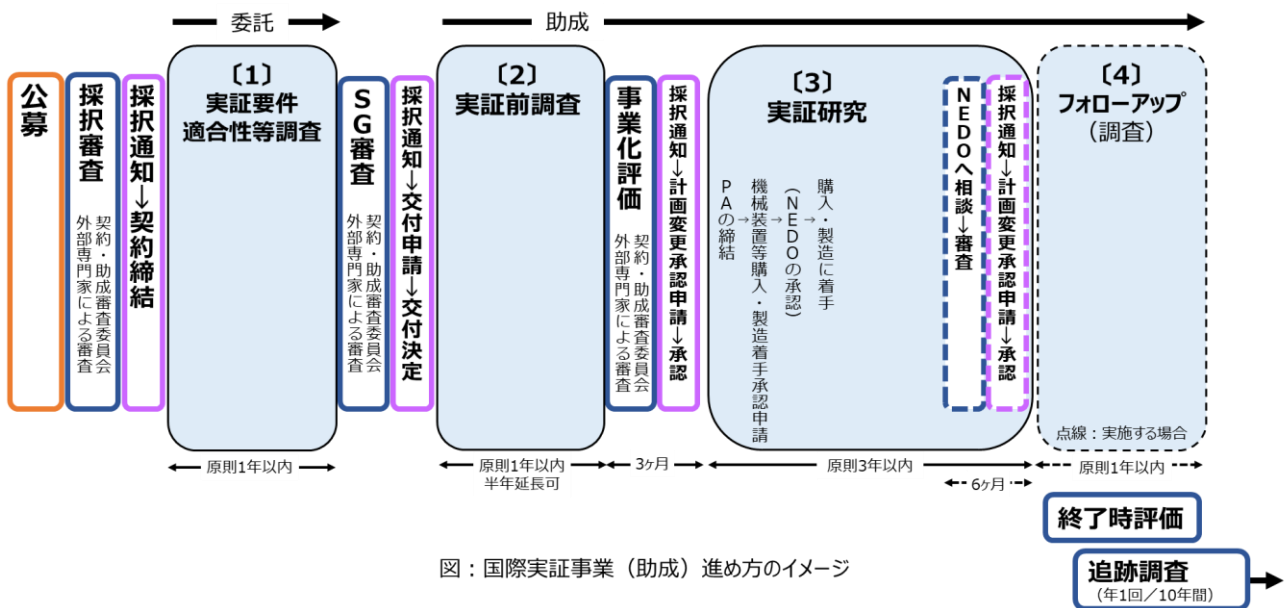 委託
助成
公募
採択審査
契約・助成審査委員会
外部専門家による審査
採択通知→契約締結
〔1〕
実証要件
適合性等調査
原則1年以内
SG審査
契約・助成審査委員会
外部専門家による審査
採択通知→交付申請→交付決定
〔2〕
実証前調査
原則1年以内
半年延長可
事業化評価
契約・助成審査委員会
外部専門家による審査
採択通知→計画変更承認申請→承認
3ヶ月
〔3〕
実証研究
PAの締結
→機械装置等購入・製造着手承認申請
→(NEDOの承認)
→購入・製造に着手
原則3年以内
NEDOへ相談→審査
採択通知→計画変更承認申請→承認
6ヶ月
〔4〕
フォローアップ
（調査）
点線：実施する場合
原則1年以内
終了時評価
追跡調査
（年1回／10年間）
図：国際実証事業（助成）進め方のイメージ